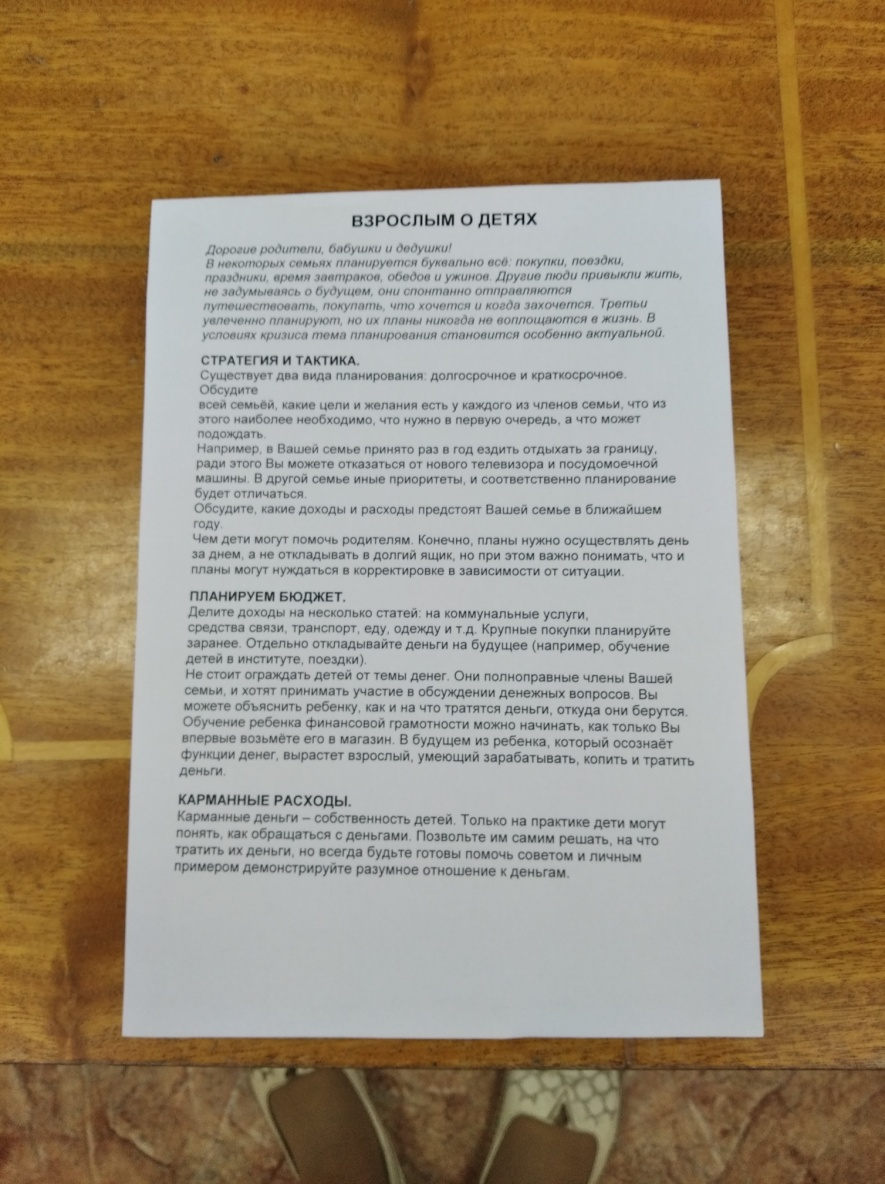 ВЗРОСЛЫМ О ДЕТЯХ
Дорогие родители, бабушки и дедушки!
В некоторых семьях планируется буквально всё: покупки, поездки,
праздники, время завтраков, обедов и ужинов. Другие люди привыкли жить,
не задумываясь о будущем, они спонтанно отправляются
путешествовать, покупать, что хочется и когда захочется. Третьи
увлеченно планируют, но их планы никогда не воплощаются в жизнь. В
условиях кризиса тема планирования становится особенно актуальной.
СТРАТЕГИЯ И ТАКТИКА.
Существует два вида планирования: долгосрочное и краткосрочное.
Обсудите
всей семьёй, какие цели и желания есть у каждого из членов семьи, что из
этого наиболее необходимо, что нужно в первую очередь, а что может
подождать.
Например, в Вашей семье принято раз в год ездить отдыхать за границу,
ради этого Вы можете отказаться от нового телевизора и посудомоечной
машины. В другой семье иные приоритеты, и соответственно планирование
будет отличаться.
Обсудите, какие доходы и расходы предстоят Вашей семье в ближайшем
году.
Чем дети могут помочь родителям. Конечно, планы нужно осуществлять день
за днем, а не откладывать в долгий ящик, но при этом важно понимать, что и
планы могут нуждаться в корректировке в зависимости от ситуации.
ПЛАНИРУЕМ БЮДЖЕТ.
Делите доходы на несколько статей: на коммунальные услуги,
средства связи, транспорт, еду, одежду и т.д. Крупные покупки планируйте
заранее. Отдельно откладывайте деньги на будущее (например, обучение
детей в институте, поездки).
Не стоит ограждать детей от темы денег. Они полноправные члены Вашей
семьи, и хотят принимать участие в обсуждении денежных вопросов. Вы
можете объяснить ребенку, как и на что тратятся деньги, откуда они берутся.
Обучение ребенка финансовой грамотности можно начинать, как только Вы
впервые возьмёте его в магазин. В будущем из ребенка, который осознаёт
функции денег, вырастет взрослый, умеющий зарабатывать, копить и тратить
деньги.
КАРМАННЫЕ РАСХОДЫ.
Карманные деньги – собственность детей. Только на практике дети могут
понять, как обращаться с деньгами. Позвольте им самим решать, на что
тратить их деньги, но всегда будьте готовы помочь советом и личным
примером демонстрируйте разумное отношение к деньгам.